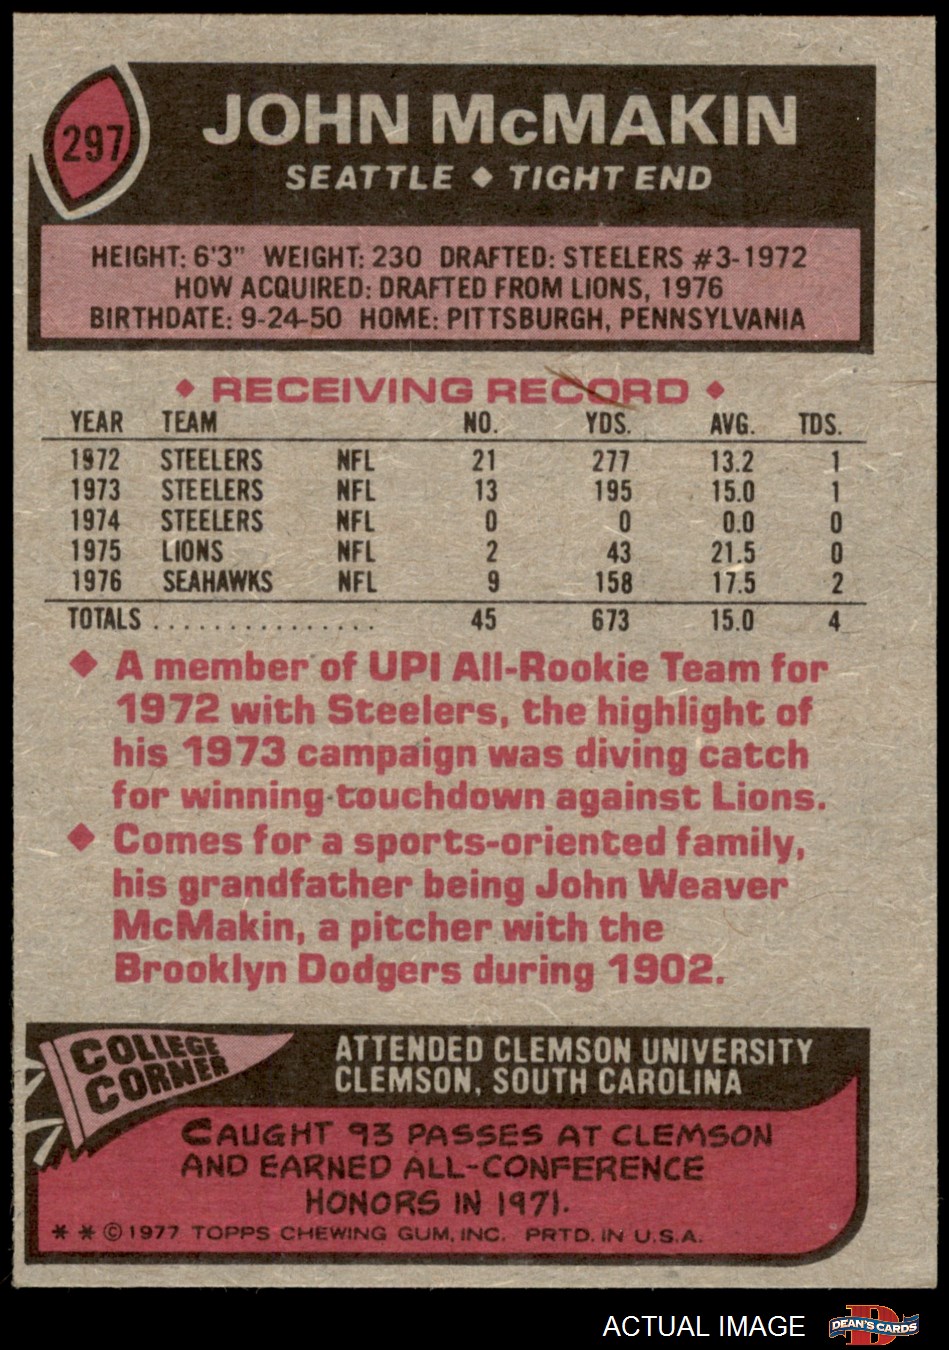 297
JOHN McMAKIN
SEATTLE ◆ TIGHT END
HEIGHT: 6'3" WEIGHT: 230 DRAFTED: STEELERS #3-1972
HOW ACQUIRED: DRAFTED FROM LIONS, 1976
BIRTHDATE: 9-24-50 HOME: PITTSBURGH, PENNSYLVANIA
◆ RECEIVING RECORD ◆
YEAR TEAM NO. YDS. AVG. TDS.
1972 STEELERS NFL 21 277 13.2 1
1973 STEELERS NFL 13 195 15.0 1
1974 STEELERS NFL 0 0 0.0 0
1975 LIONS NFL 2 43 21.5 0
1976 SEAHAWKS NFL 9 158 17.5 2
TOTALS ............... 45 673 15.0 4
◆ A member of UPI All-Rookie Team for
1972 with Steelers, the highlight of
his 1973 campaign was diving catch
for winning touchdown against Lions.
◆ Comes for a sports-oriented family,
his grandfather being John Weaver
McMakin, a pitcher with the
Brooklyn Dodgers during 1902.
COLLEGE
CORNER
ATTENDED CLEMSON UNIVERSITY
CLEMSON, SOUTH CAROLINA
CAUGHT 93 PASSES AT CLEMSON
AND EARNED ALL-CONFERENCE
HONORS IN 1971.
* * © 1977 TOPPS CHEWING GUM, INC. PRTD. IN U.S.A.
ACTUAL IMAGE
D
DEAN'S CARDS